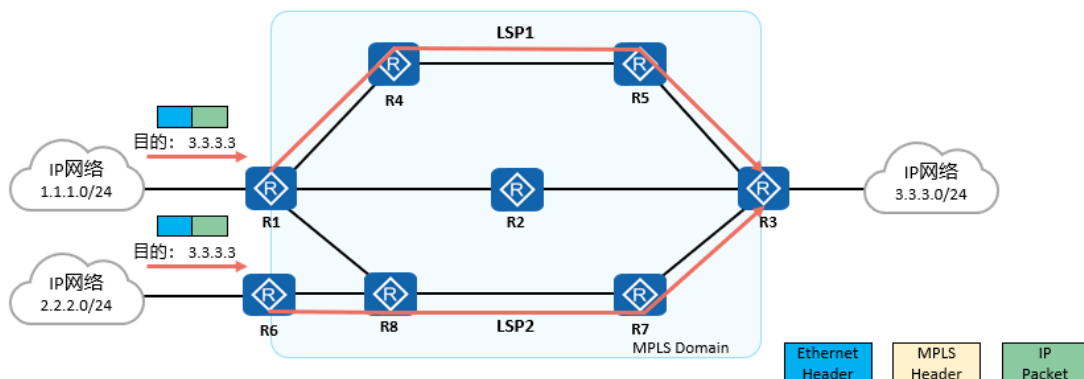 LSP1
R4
R5
目的： 3.3.3.3
IP网络
1.1.1.0/24
R1
R2
R3
IP网络
3.3.3.0/24
目的： 3.3.3.3
IP网络
2.2.2.0/24
R6
R8
LSP2
R7
MPLS Domain
Ethernet
Header
MPLS
Header
IP
Packet
R
R
R
R
R
R
R
R